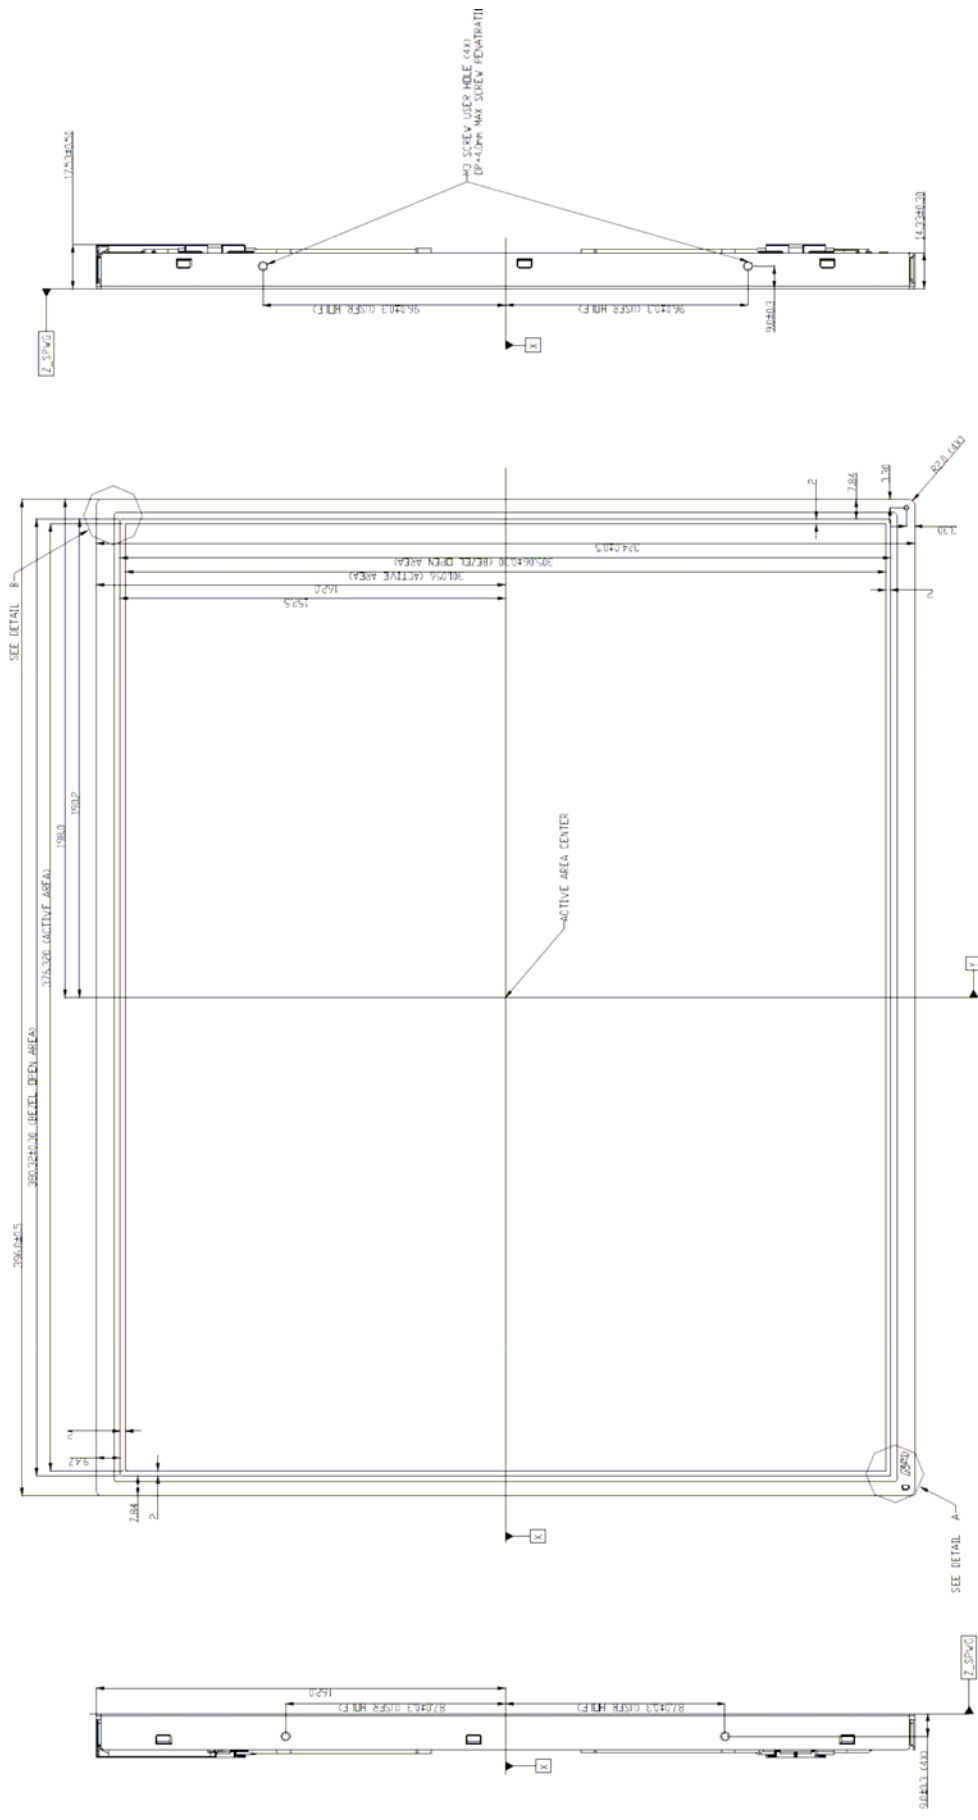 17.53±0.50
Z_SPWG
M3 SCREW USER HOLE (4X)
DP=4.0mm MAX SCREW PENATRATII
96.0±0.3 (USER HOLE)
96.0±0.3 (USER HOLE)
14.33±0.30
9.0±0.3
X
SEE DETAIL B
396.0±0.5
380.32±0.30 (BEZEL OPEN AREA)
376.320 (ACTIVE AREA)
198.0
190.2
324.0±0.5
305.06±0.30 (BEZEL OPEN AREA)
301.056 (ACTIVE AREA)
162.0
152.5
2
7.84
3.30
R2.0 (4X)
3.30
2
ACTIVE AREA CENTER
Y
2
9.47
7.84
2
X
SEE DETAIL A
162.0
87.0±0.3 (USER HOLE)
87.0±0.3 (USER HOLE)
X
Z_SPWG
9.0±0.3 (4X)